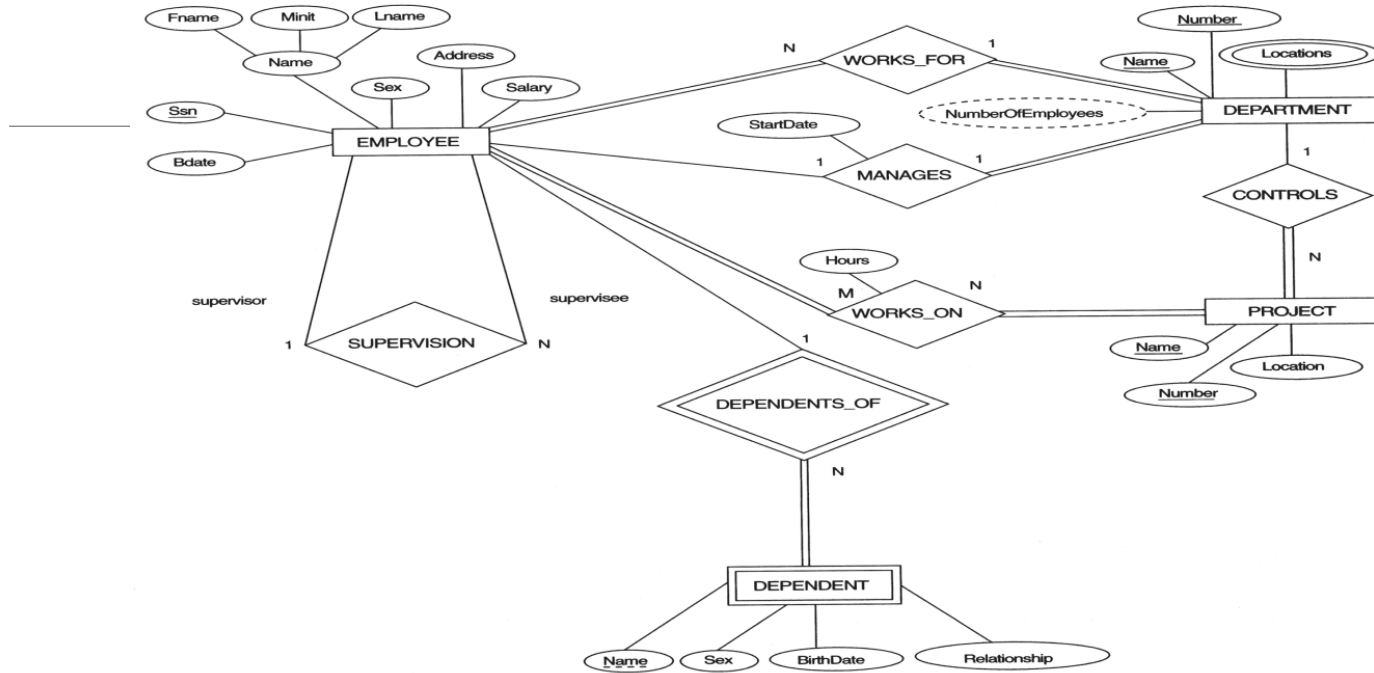 Fname
Minit
Lname
Number
Name
Address
N
WORKS_FOR
1
Name
Locations
Sex
Salary
Ssn
NumberOfEmployees
DEPARTMENT
StartDate
EMPLOYEE
Bdate
1
MANAGES
1
1
CONTROLS
Hours
N
supervisor
supervisee
M
N
WORKS_ON
PROJECT
1
SUPERVISION
N
1
Name
Location
Number
DEPENDENTS_OF
N
DEPENDENT
Name
Sex
BirthDate
Relationship